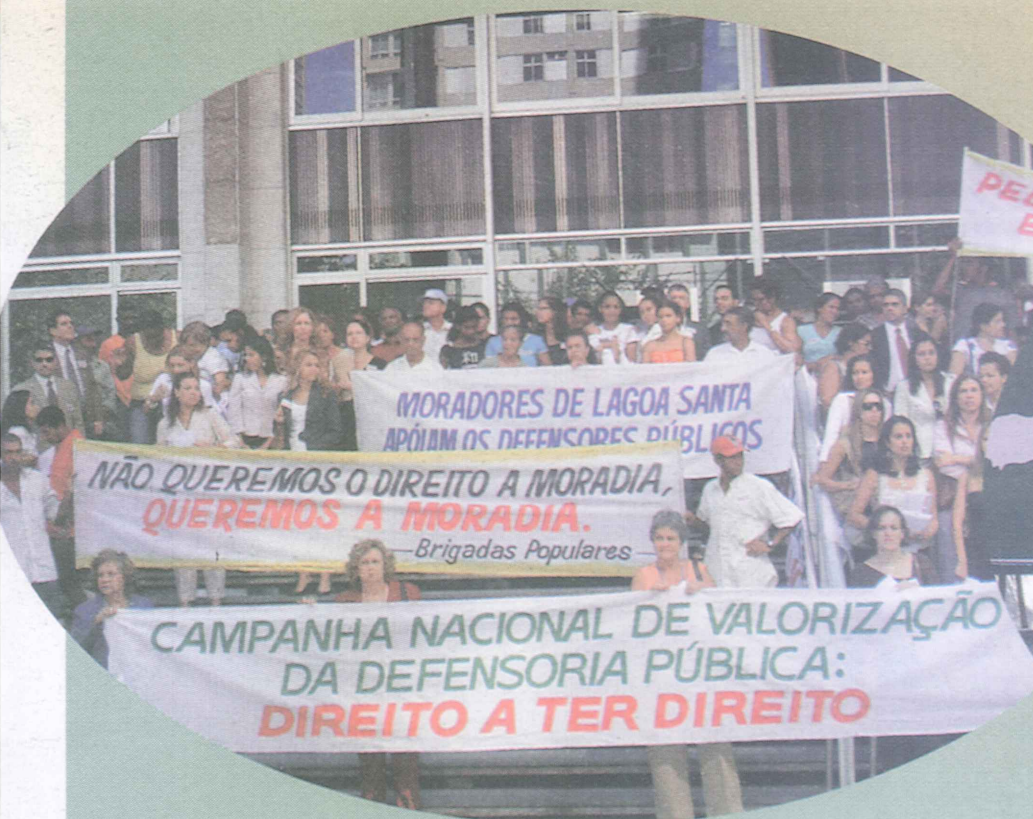 MORADORES DE LAGOA SANTA
APÓIAM OS DEFENSORES PÚBLICOS
NÃO QUEREMOS O DIREITO A MORADIA,
QUEREMOS A MORADIA.
—Brigadas Populares—
CAMPANHA NACIONAL DE VALORIZAÇÃO
DA DEFENSORIA PÚBLICA:
DIREITO A TER DIREITO